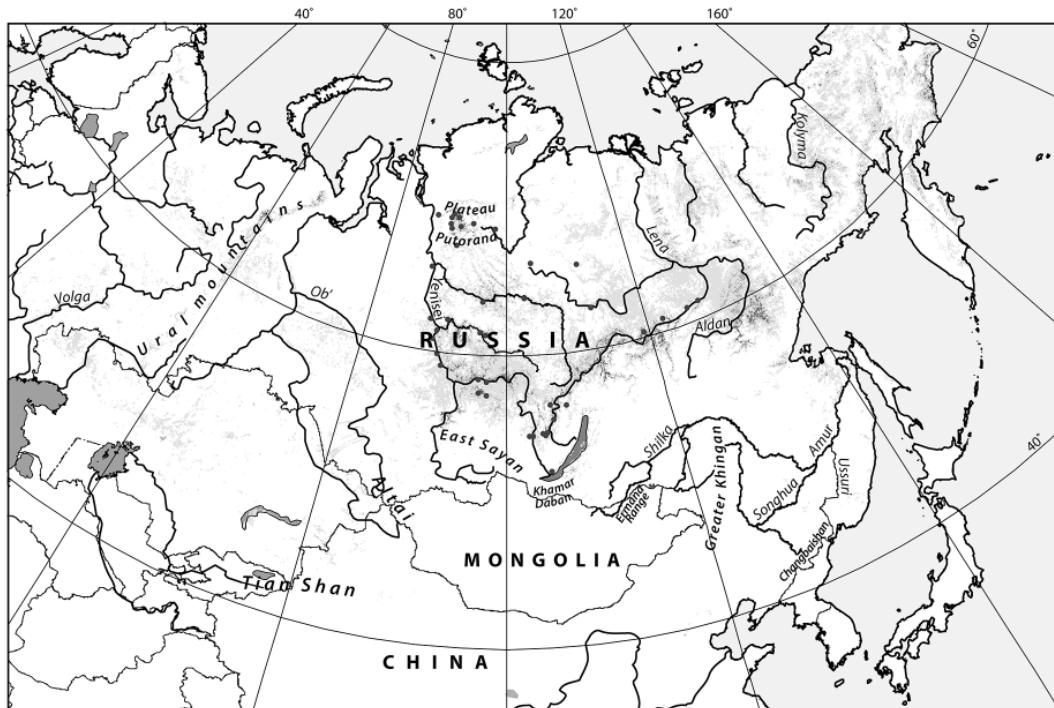 40°
80°
120°
160°
60°
Kolyma
Plateau
Putorana
Ural mountains
Lena
Volga
Ob'
Yenisei
RUSSIA
Aldan
East Sayan
Shilka
Amur
40°
Altai
Khamar
Daban
Ermana
Range
Greater Khingan
Songhua
Ussuri
Changbaishan
MONGOLIA
Tian Shan
CHINA